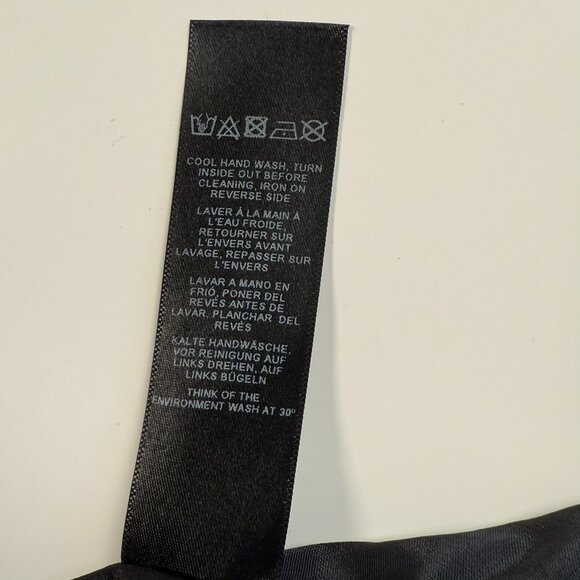 COOL HAND WASH, TURN
INSIDE OUT BEFORE
CLEANING, IRON ON
REVERSE SIDE
LAVER À LA MAIN À
L'EAU FROIDE,
RETOURNER SUR
L'ENVERS AVANT
LAVAGE, REPASSER SUR
L'ENVERS
LAVAR A MANO EN
FRIÓ, PONER DEL
REVÉS ANTES DE
LAVAR, PLANCHAR DEL
REVÉS
KALTE HANDWÄSCHE,
VOR REINIGUNG AUF
LINKS DREHEN, AUF
LINKS BÜGELN
THINK OF THE
ENVIRONMENT WASH AT 30°